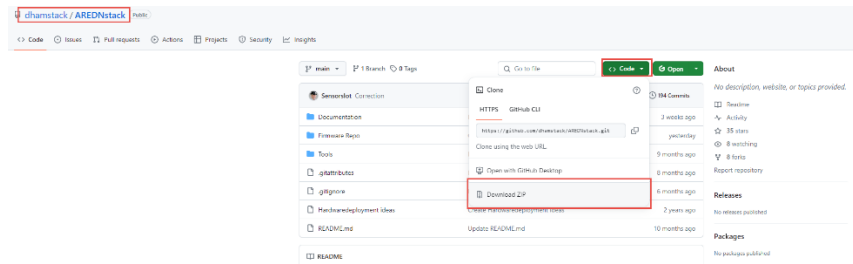 dhamstack / AREDNstack Public
Code Issues Pull requests Actions Projects Security Insights
main 1 Branch 0 Tags Go to file Code Open About
Clone
No description, website, or topics provided.
Sensorslot Correction 194 Commits
HTTPS GitHub CLI
Readme
Documentation 3 weeks ago
Activity
https://github.com/dhamstack/AREDNstack.git
35 stars
Firmware Repo yesterday
Clone using the web URL.
8 watching
Tools 9 months ago
8 forks
.gitattributes Open with GitHub Desktop 6 months ago
Report repository
.gitignore Download ZIP 6 months ago
Releases
Hardwaredeployment ideas Create Hardwaredeployment ideas 2 years ago
No releases published
README.md Update README.md 10 months ago
Packages
README
No packages published